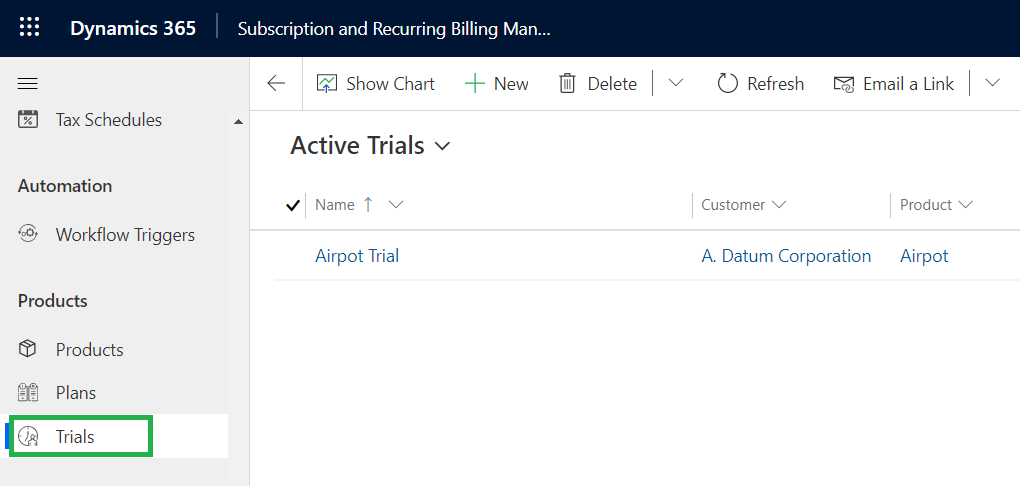 Dynamics 365 Subscription and Recurring Billing Man...
Show Chart New Delete Refresh Email a Link
Tax Schedules
Automation
Workflow Triggers
Products
Products
Plans
Trials
Active Trials
Name Customer Product
Airpot Trial A. Datum Corporation Airpot